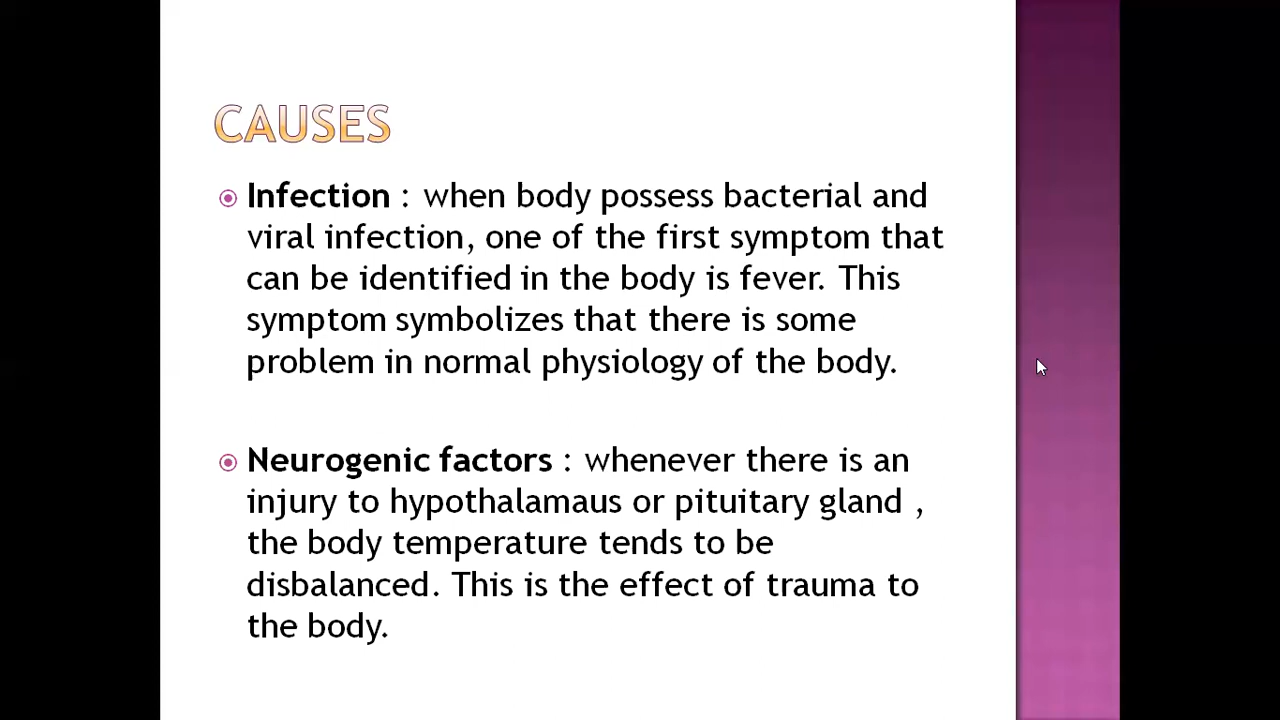 CAUSES
Infection : when body possess bacterial and
viral infection, one of the first symptom that
can be identified in the body is fever. This
symptom symbolizes that there is some
problem in normal physiology of the body.
Neurogenic factors : whenever there is an
injury to hypothalamaus or pituitary gland ,
the body temperature tends to be
disbalanced. This is the effect of trauma to
the body.